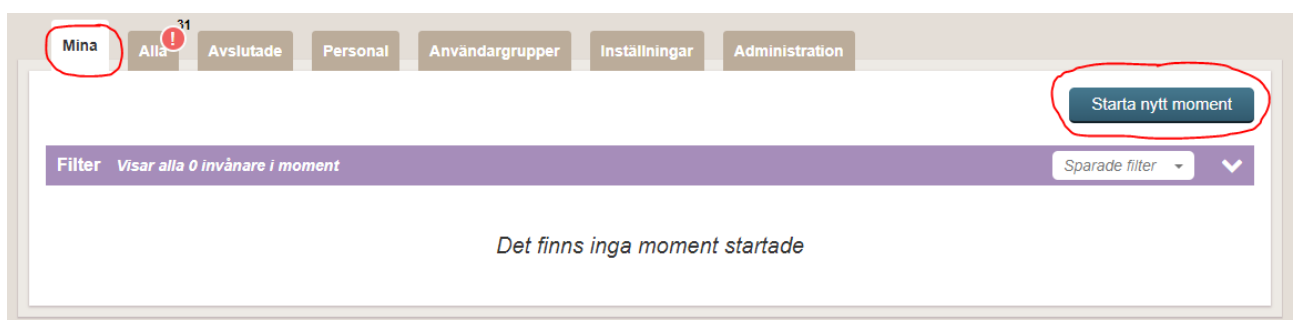 31
Mina Alla ! Avslutade Personal Användargrupper Inställningar Administration
Starta nytt moment
Filter Visar alla 0 invånare i moment Sparade filter
Det finns inga moment startade